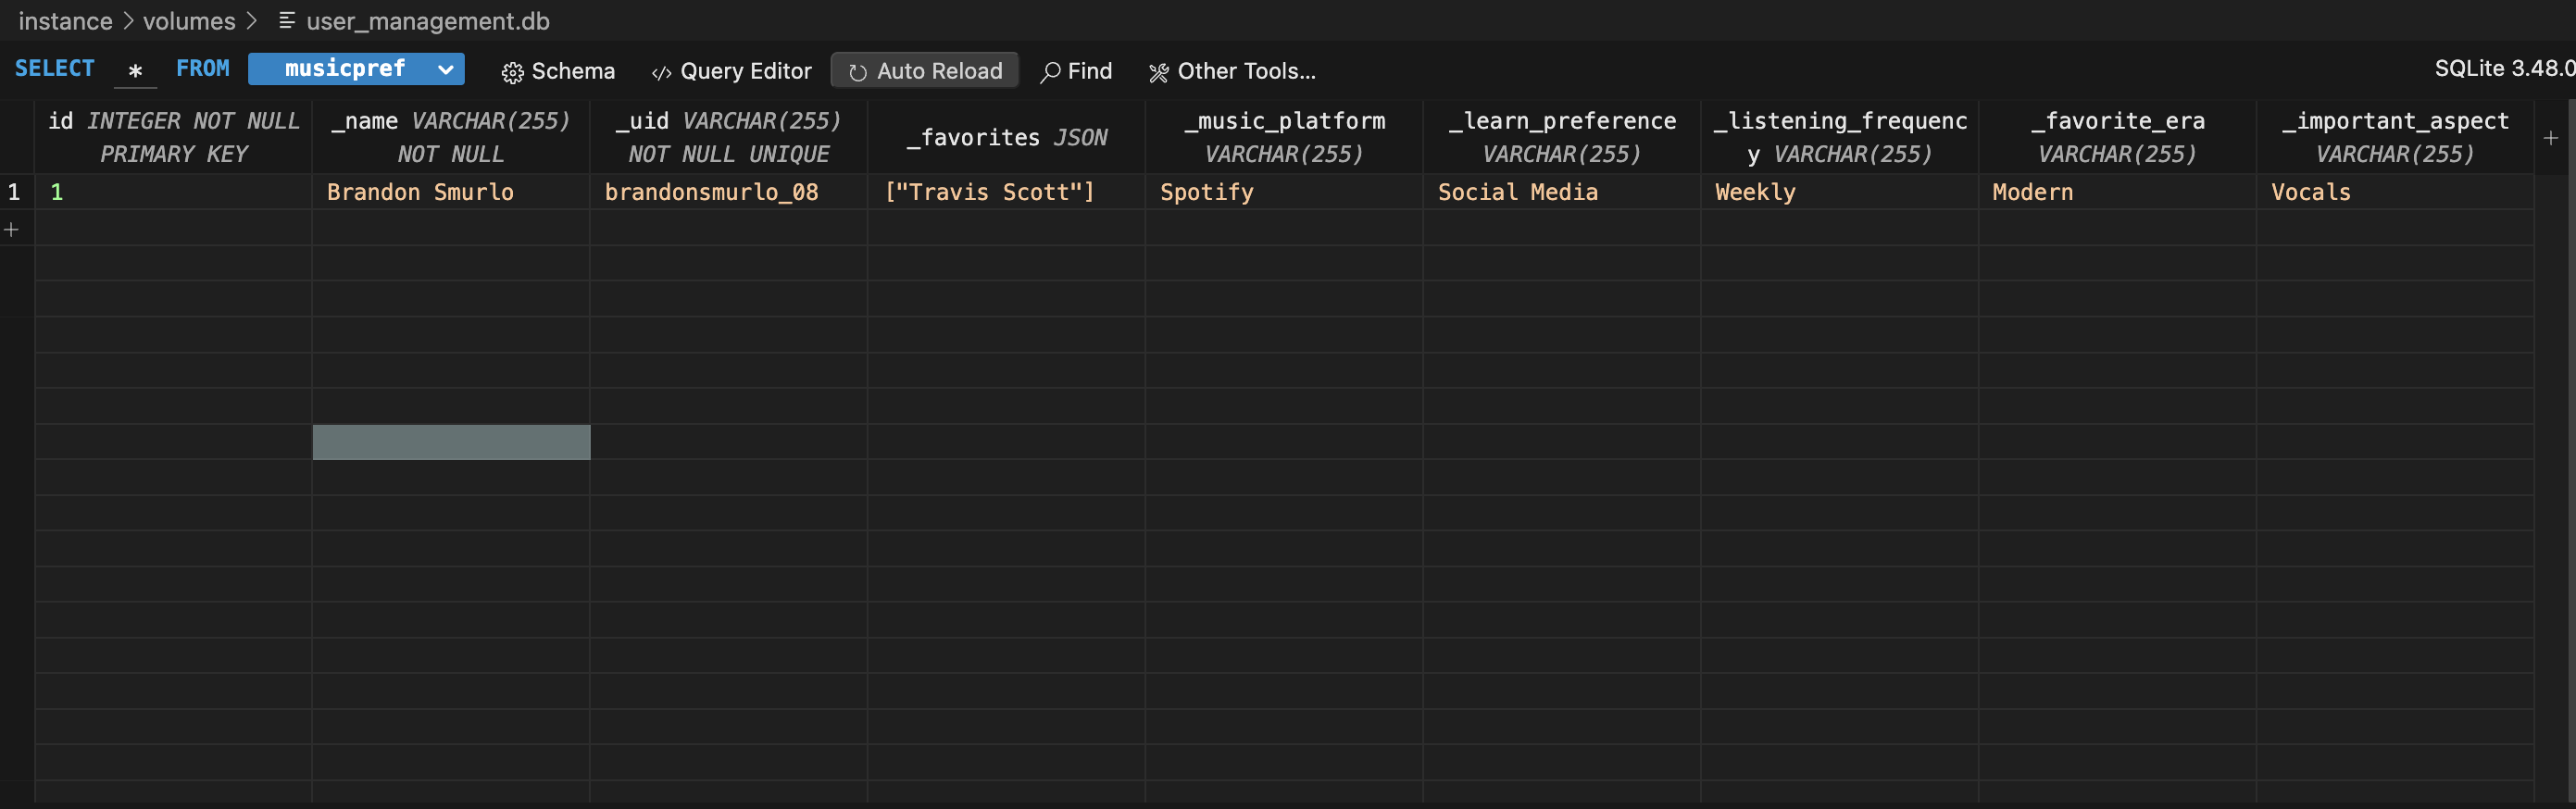 instance > volumes > user_management.db
SELECT * FROM musicpref Schema </> Query Editor Auto Reload Find Other Tools... SQLite 3.48.0
id INTEGER NOT NULL PRIMARY KEY
_name VARCHAR(255) NOT NULL
_uid VARCHAR(255) NOT NULL UNIQUE
_favorites JSON
_music_platform VARCHAR(255)
_learn_preference VARCHAR(255)
_listening_frequency VARCHAR(255)
_favorite_era VARCHAR(255)
_important_aspect VARCHAR(255)
+
1 1 Brandon Smurlo brandonsmurlo_08 ["Travis Scott"] Spotify Social Media Weekly Modern Vocals
+